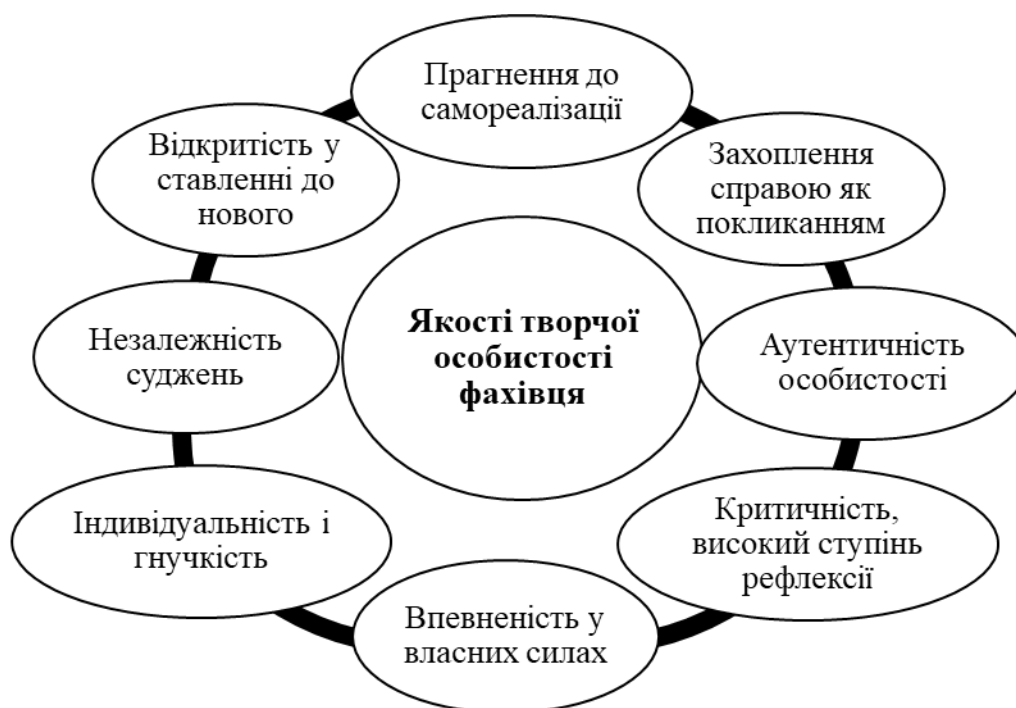 Прагнення до
самореалізації
Захоплення
справою як
покликанням
Аутентичність
особистості
Критичність,
високий ступінь
рефлексії
Впевненість у
власних силах
Індивідуальність і
гнучкість
Незалежність
суджень
Відкритість у
ставленні до
нового
Якості творчої
особистості
фахівця